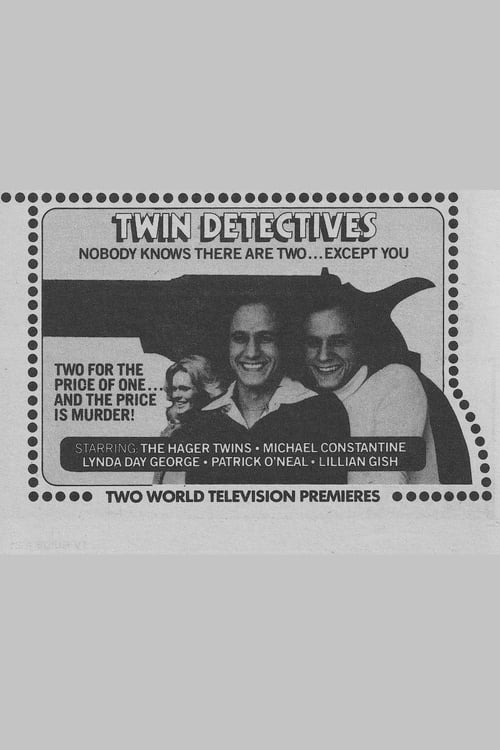 TWIN DETECTIVES
NOBODY KNOWS THERE ARE TWO...EXCEPT YOU
TWO FOR THE
PRICE OF ONE...
AND THE PRICE
IS MURDER!
STARRING: THE HAGER TWINS • MICHAEL CONSTANTINE
LYNDA DAY GEORGE • PATRICK O'NEAL • LILLIAN GISH
TWO WORLD TELEVISION PREMIERES